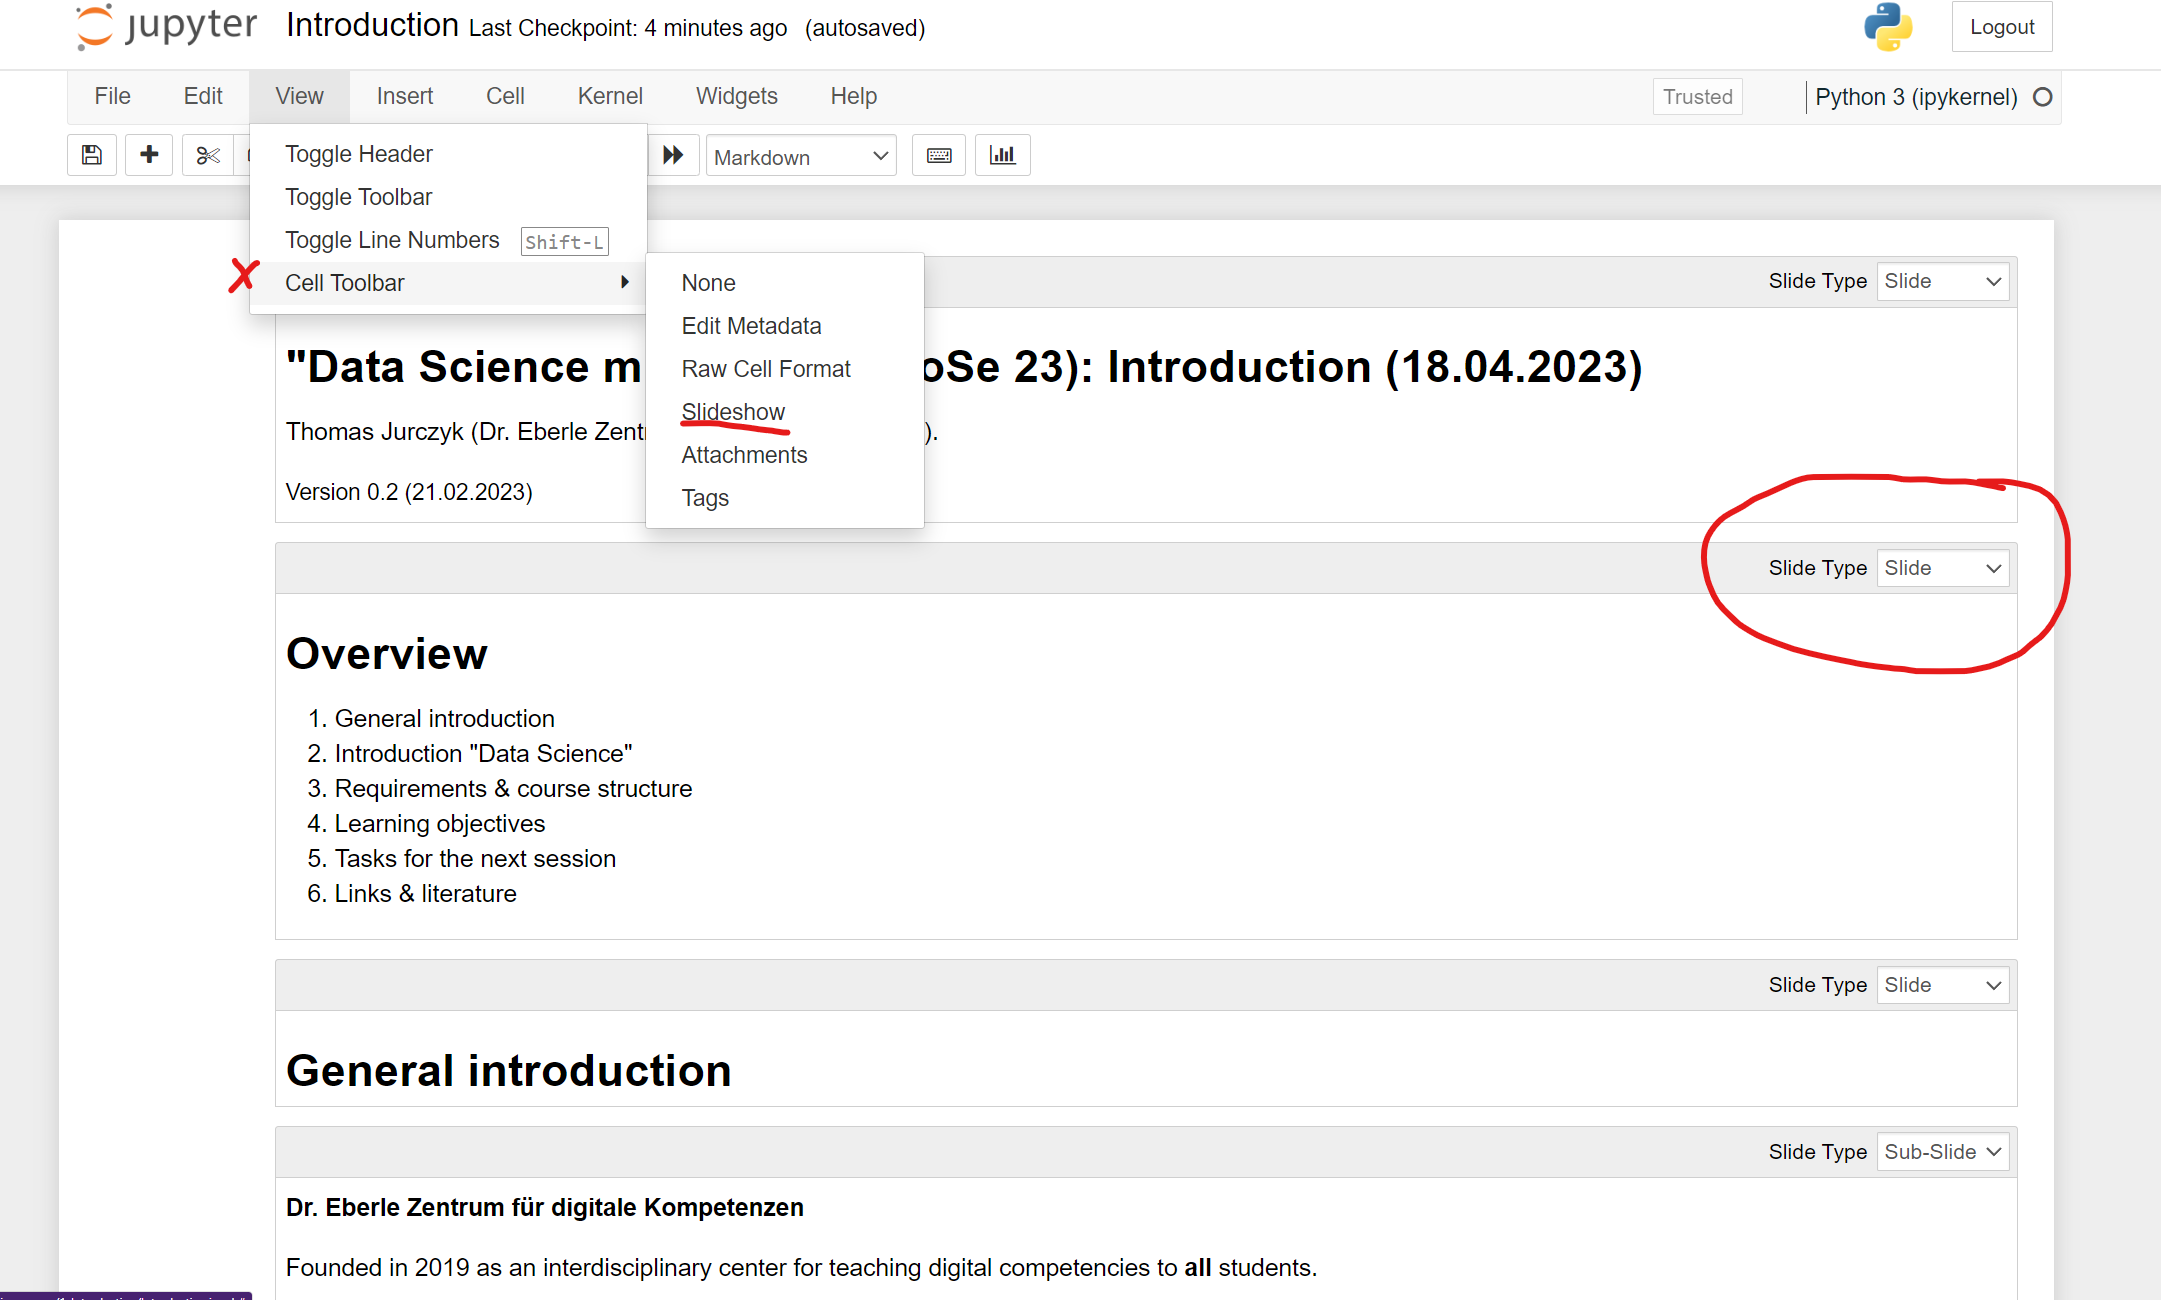 jupyter Introduction Last Checkpoint: 4 minutes ago (autosaved) Logout
File Edit View Insert Cell Kernel Widgets Help Trusted Python 3 (ipykernel)
Markdown
Toggle Header
Toggle Toolbar
Toggle Line Numbers Shift-L
Cell Toolbar
None
Edit Metadata
Raw Cell Format
Slideshow
Attachments
Tags
Slide Type Slide
"Data Science m oSe 23): Introduction (18.04.2023)
Thomas Jurczyk (Dr. Eberle Zent ).
Version 0.2 (21.02.2023)
Slide Type Slide
Overview
1. General introduction
2. Introduction "Data Science"
3. Requirements & course structure
4. Learning objectives
5. Tasks for the next session
6. Links & literature
Slide Type Slide
General introduction
Slide Type Sub-Slide
Dr. Eberle Zentrum für digitale Kompetenzen
Founded in 2019 as an interdisciplinary center for teaching digital competencies to all students.